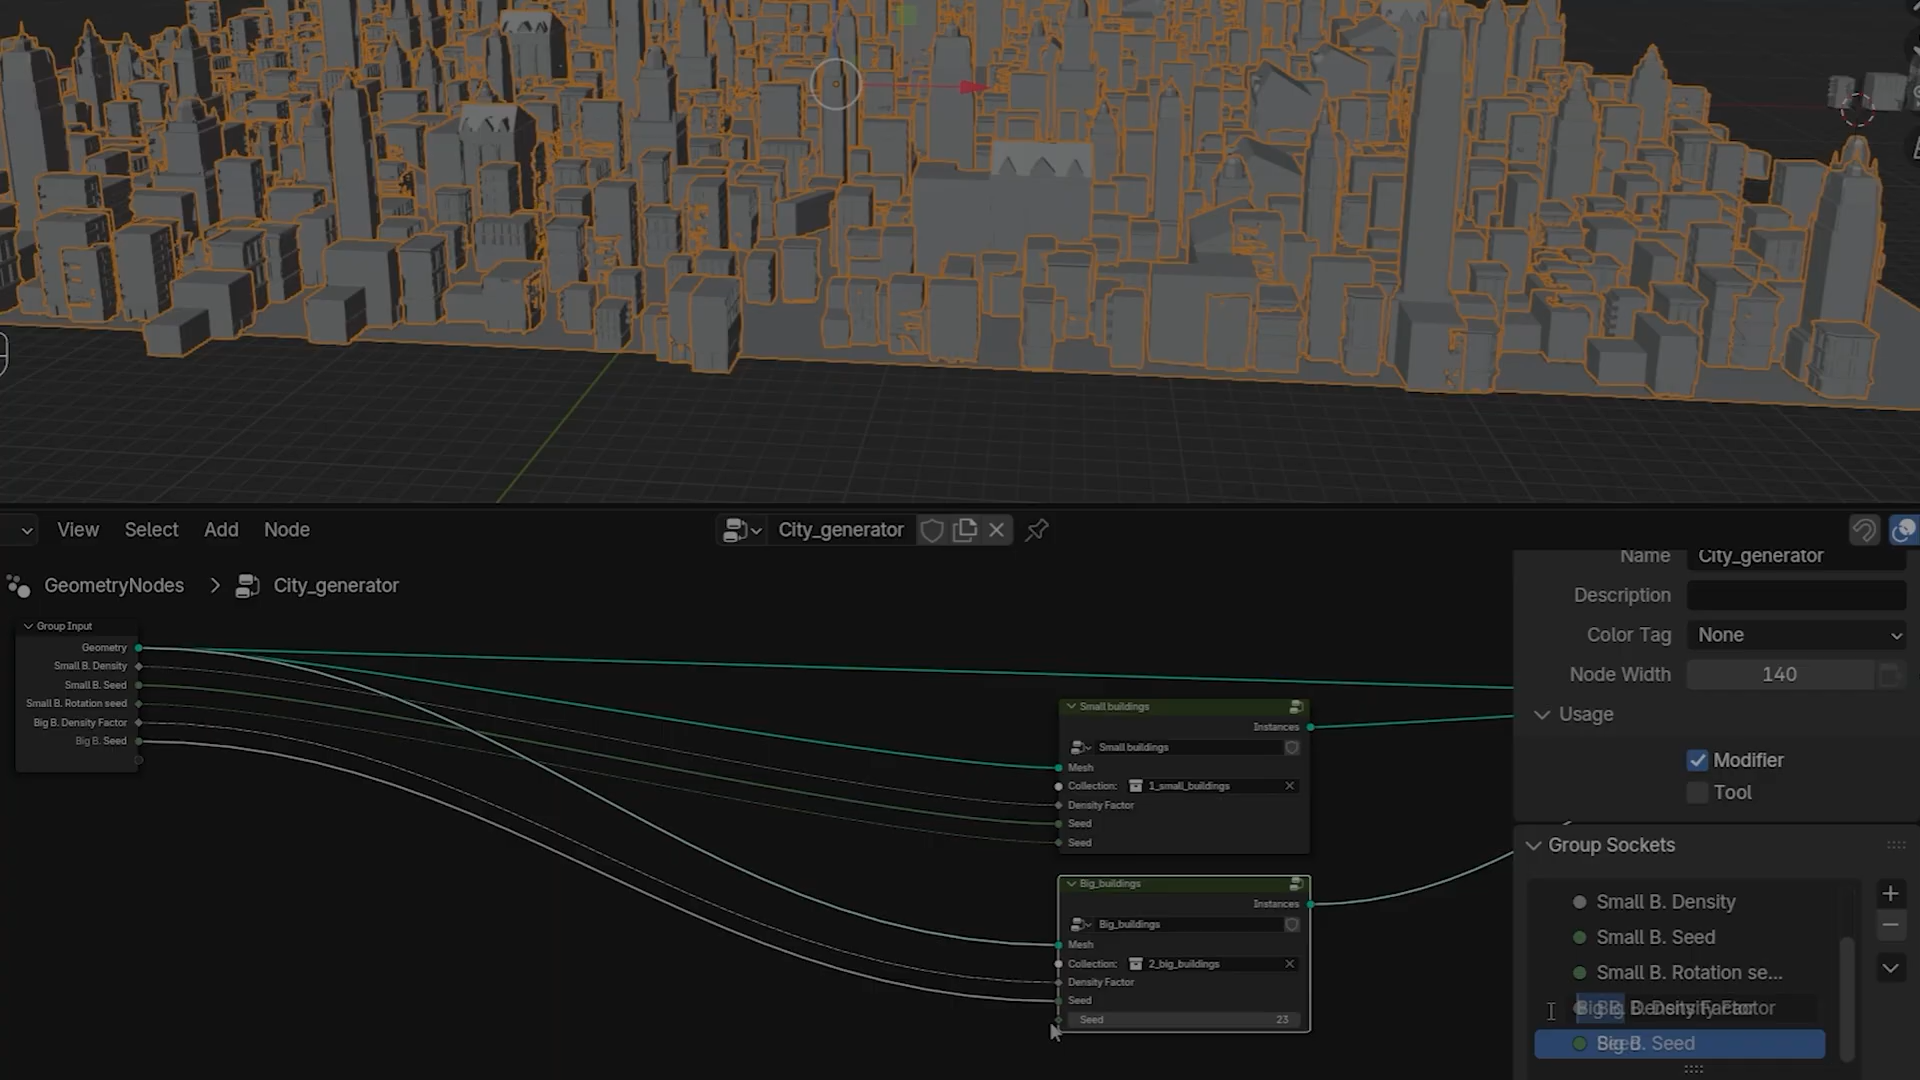 View Select Add Node
City_generator
GeometryNodes > City_generator
Group Input
Geometry
Small B. Density
Small B. Seed
Small B. Rotation seed
Big B. Density Factor
Big B. Seed
Small buildings
Instances
Small buildings
Mesh
Collection: 1_small_buildings
Density Factor
Seed
Seed
Big_buildings
Instances
Big_buildings
Mesh
Collection: 2_big_buildings
Density Factor
Seed
Seed 23
Name City_generator
Description
Color Tag None
Node Width 140
Usage
Modifier
Tool
Group Sockets
Small B. Density
Small B. Seed
Small B. Rotation se...
Density Factor
B. Seed